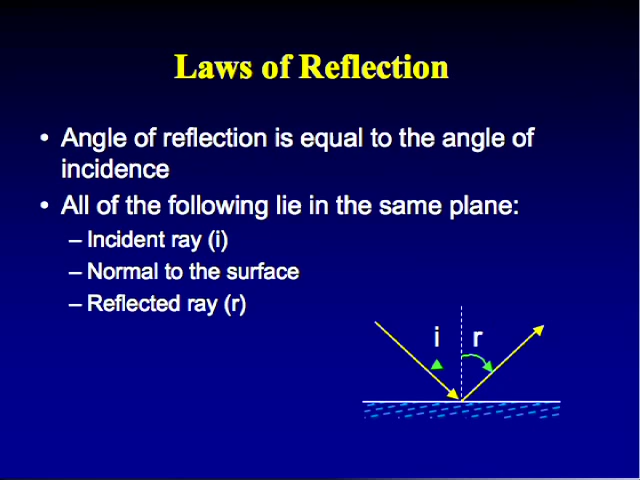 Laws of Reflection
• Angle of reflection is equal to the angle of
incidence
• All of the following lie in the same plane:
– Incident ray (i)
– Normal to the surface
– Reflected ray (r)
i r